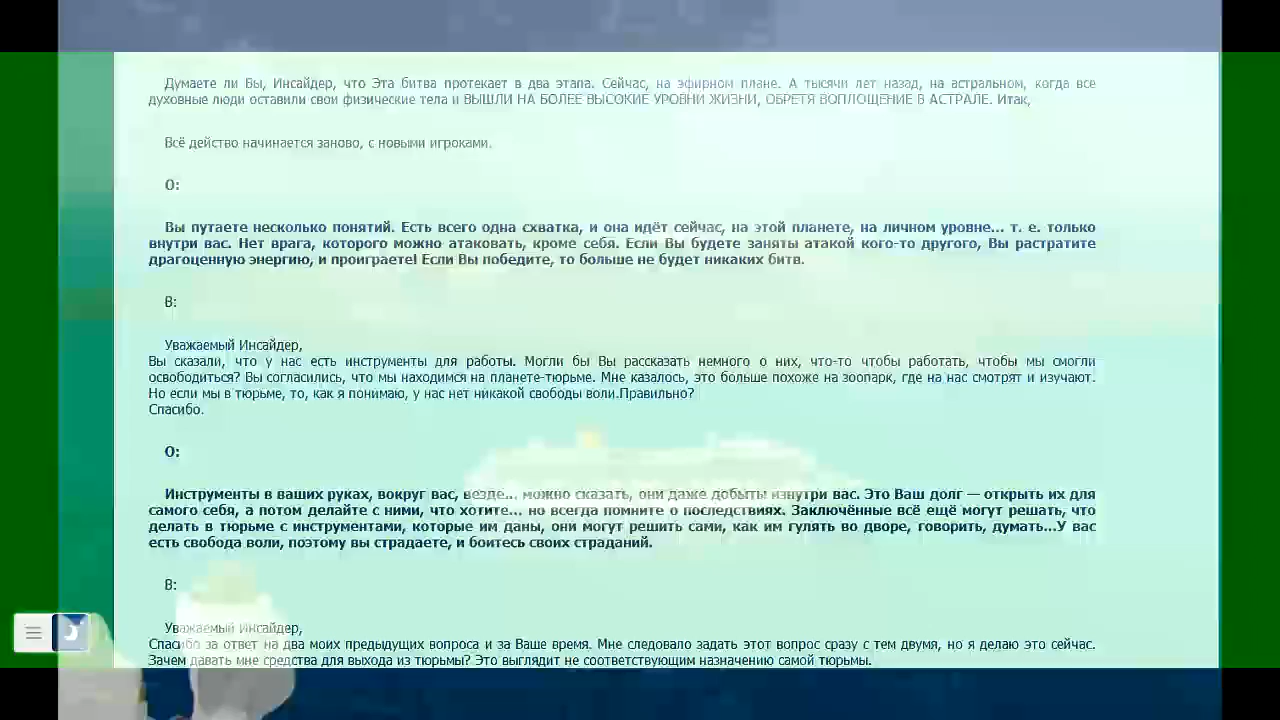 Думаете ли Вы, Инсайдер, что Эта битва протекает в два этапа. Сейчас, на эфирном плане. А тысячи лет назад, на астральном, когда все
духовные люди оставили свои физические тела и ВЫШЛИ НА БОЛЕЕ ВЫСОКИЕ УРОВНИ ЖИЗНИ, ОБРЕТЯ ВОПЛОЩЕНИЕ В АСТРАЛЕ. Итак,
Всё действо начинается заново, с новыми игроками.
О:
Вы путаете несколько понятий. Есть всего одна схватка, и она идёт сейчас, на этой планете, на личном уровне... т. е. только
внутри вас. Нет врага, которого можно атаковать, кроме себя. Если Вы будете заняты атакой кого-то другого, Вы растратите
драгоценную энергию, и проиграете! Если Вы победите, то больше не будет никаких битв.
В:
Уважаемый Инсайдер,
Вы сказали, что у нас есть инструменты для работы. Могли бы Вы рассказать немного о них, что-то чтобы работать, чтобы мы смогли
освободиться? Вы согласились, что мы находимся на планете-тюрьме. Мне казалось, это больше похоже на зоопарк, где на нас смотрят и изучают.
Но если мы в тюрьме, то, как я понимаю, у нас нет никакой свободы воли.Правильно?
Спасибо.
О:
Инструменты в ваших руках, вокруг вас, везде... можно сказать, они даже добыты изнутри вас. Это Ваш долг — открыть их для
самого себя, а потом делайте с ними, что хотите... но всегда помните о последствиях. Заключённые всё ещё могут решать, что
делать в тюрьме с инструментами, которые им даны, они могут решить сами, как им гулять во дворе, говорить, думать...У вас
есть свобода воли, поэтому вы страдаете, и боитесь своих страданий.
В:
Уважаемый Инсайдер,
Спасибо за ответ на два моих предыдущих вопроса и за Ваше время. Мне следовало задать этот вопрос сразу с тем двумя, но я делаю это сейчас.
Зачем давать мне средства для выхода из тюрьмы? Это выглядит не соответствующим назначению самой тюрьмы.